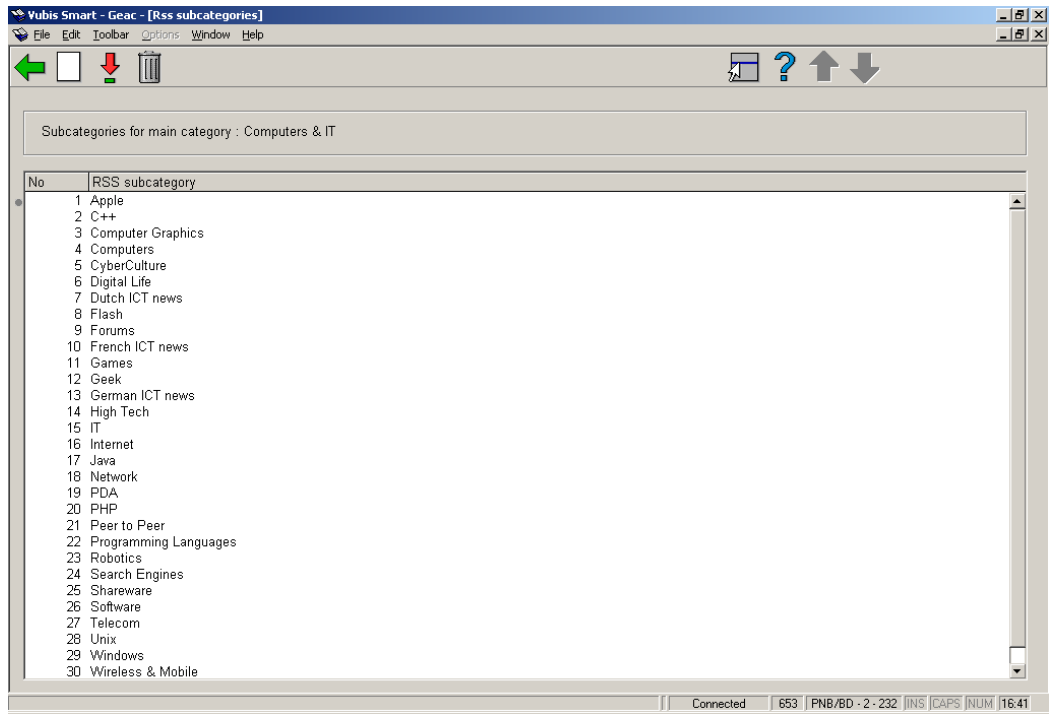 Vubis Smart - Geac - [Rss subcategories]
File Edit Toolbar Options Window Help
?
Subcategories for main category : Computers & IT
No RSS subcategory
1 Apple
2 C++
3 Computer Graphics
4 Computers
5 CyberCulture
6 Digital Life
7 Dutch ICT news
8 Flash
9 Forums
10 French ICT news
11 Games
12 Geek
13 German ICT news
14 High Tech
15 IT
16 Internet
17 Java
18 Network
19 PDA
20 PHP
21 Peer to Peer
22 Programming Languages
23 Robotics
24 Search Engines
25 Shareware
26 Software
27 Telecom
28 Unix
29 Windows
30 Wireless & Mobile
Connected 653 PNB/BD - 2 - 232 INS CAPS NUM 16:41